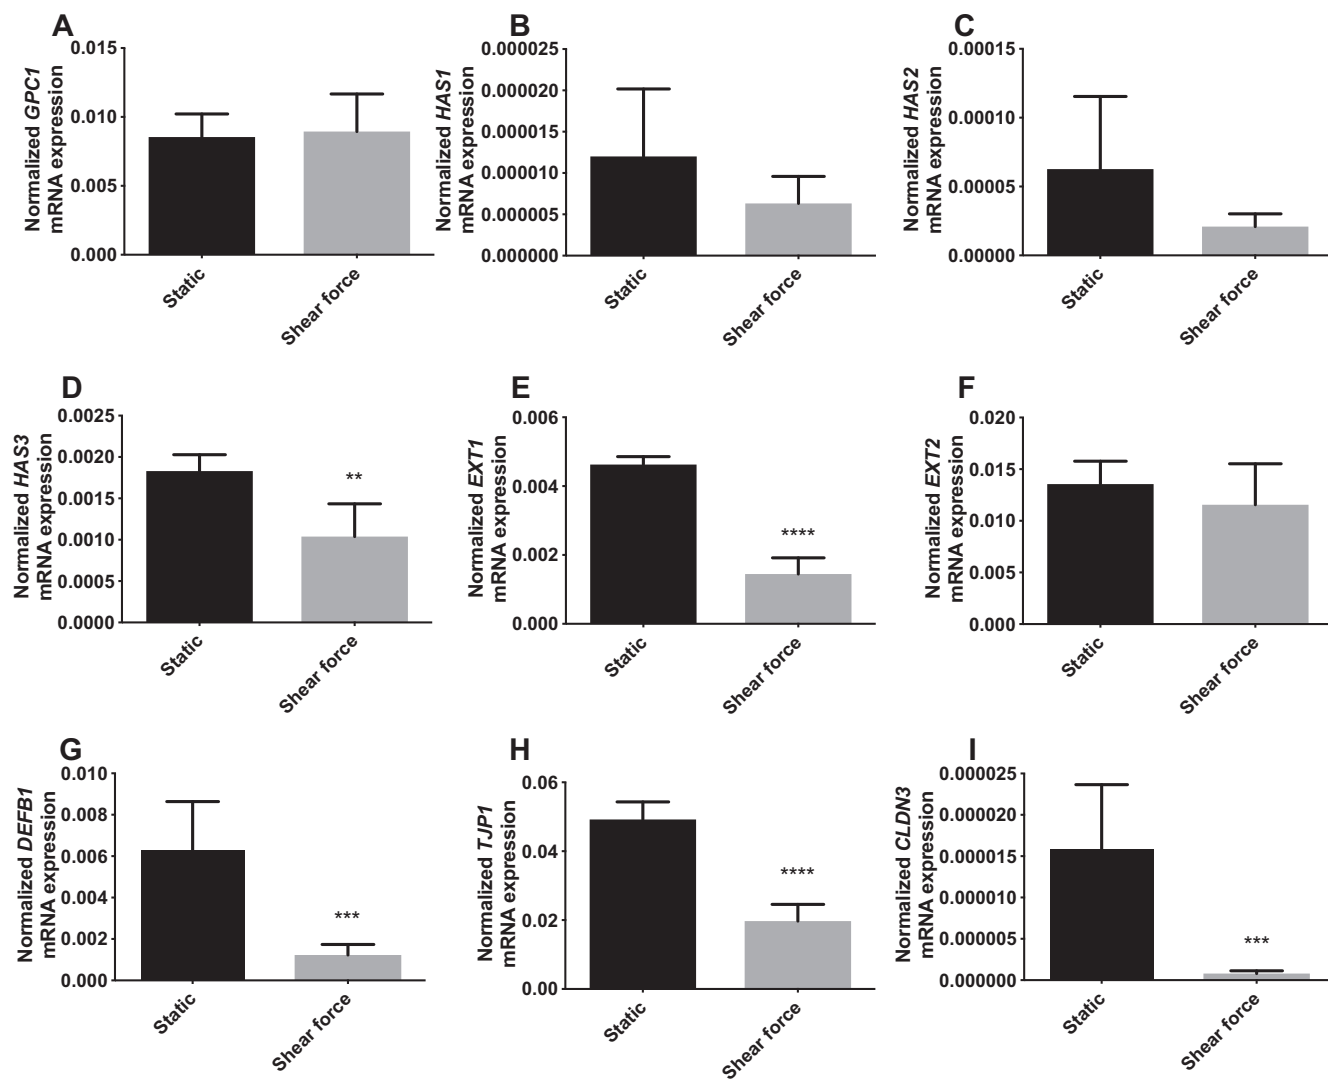 A
Normalized GPC1
mRNA expression
0.015
0.010
0.005
0.000
Static
Shear force
B
Normalized HAS1
mRNA expression
0.000025
0.000020
0.000015
0.000010
0.000005
0.000000
Static
Shear force
C
Normalized HAS2
mRNA expression
0.00015
0.00010
0.00005
0.00000
Static
Shear force
D
Normalized HAS3
mRNA expression
0.0025
0.0020
0.0015
0.0010
0.0005
0.0000
**
Static
Shear force
E
Normalized EXT1
mRNA expression
0.006
0.004
0.002
0.000
****
Static
Shear force
F
Normalized EXT2
mRNA expression
0.020
0.015
0.010
0.005
0.000
Static
Shear force
G
Normalized DEFB1
mRNA expression
0.010
0.008
0.006
0.004
0.002
0.000
***
Static
Shear force
H
Normalized TJP1
mRNA expression
0.06
0.04
0.02
0.00
****
Static
Shear force
I
Normalized CLDN3
mRNA expression
0.000025
0.000020
0.000015
0.000010
0.000005
0.000000
***
Static
Shear force